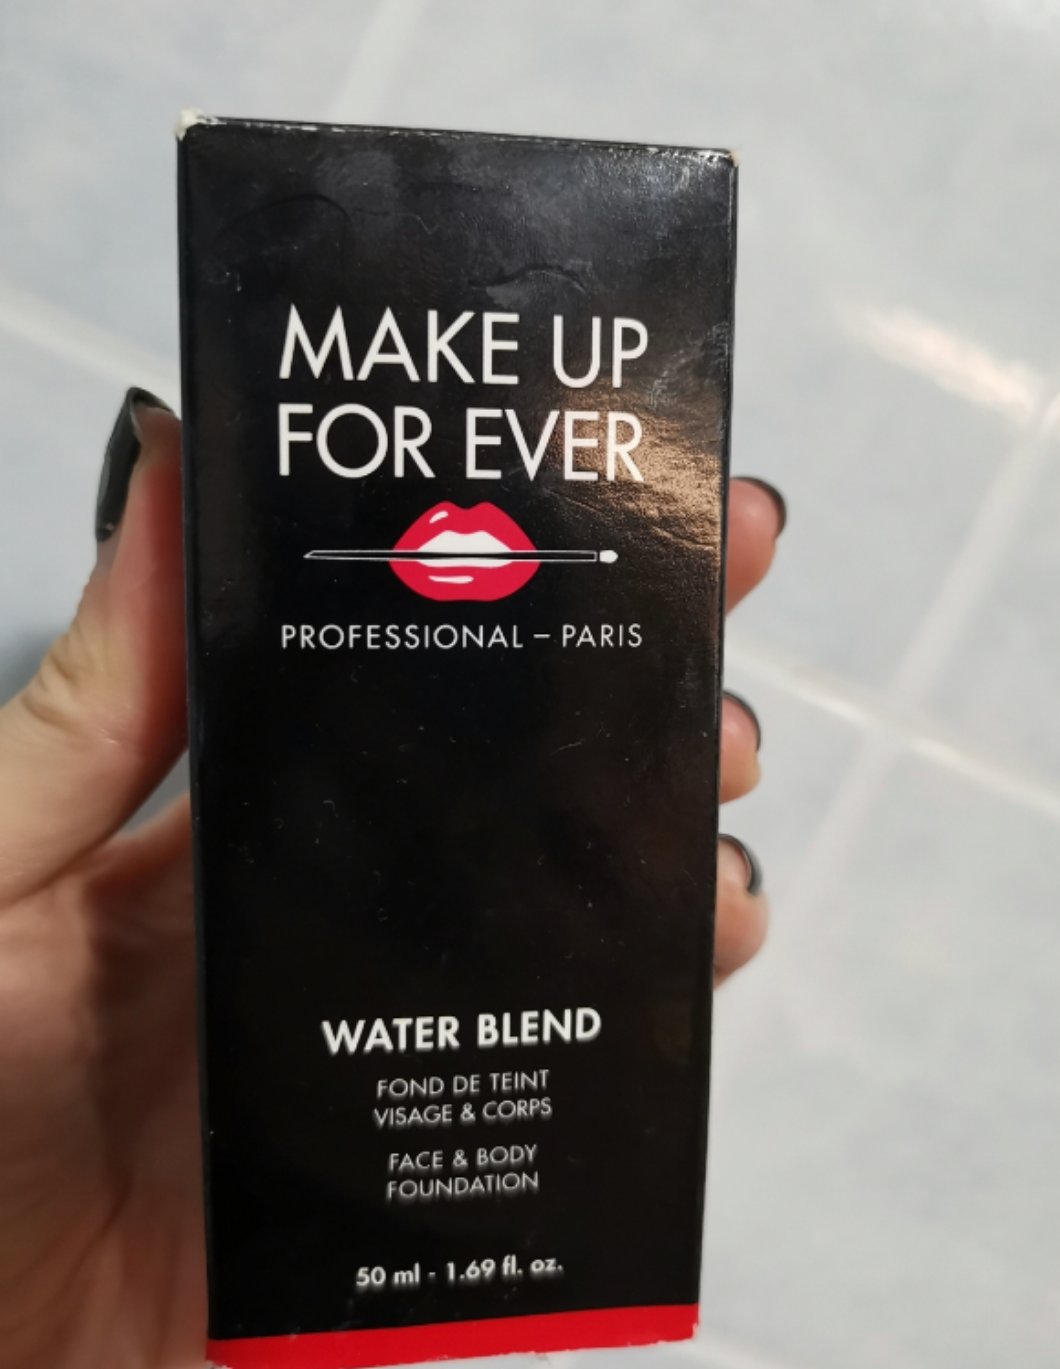 MAKE UP
FOR EVER
PROFESSIONAL – PARIS
WATER BLEND
FOND DE TEINT
VISAGE & CORPS
FACE & BODY
FOUNDATION
50 ml - 1.69 fl. oz.